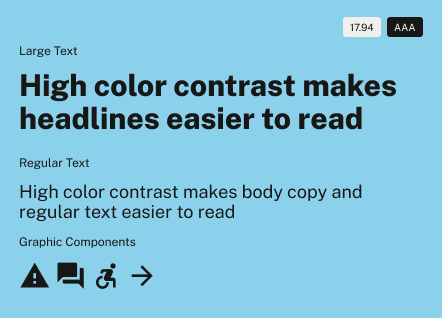 17.94 AAA
Large Text
High color contrast makes
headlines easier to read
Regular Text
High color contrast makes body copy and
regular text easier to read
Graphic Components